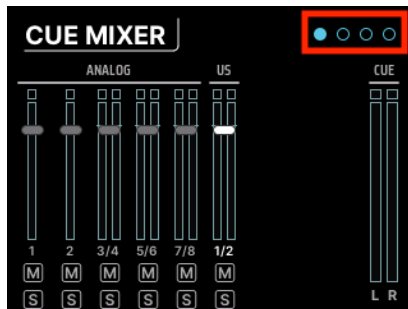 CUE MIXER
ANALOG US CUE
1 2 3/4 5/6 7/8 1/2
M M M M M M
S S S S S S L R